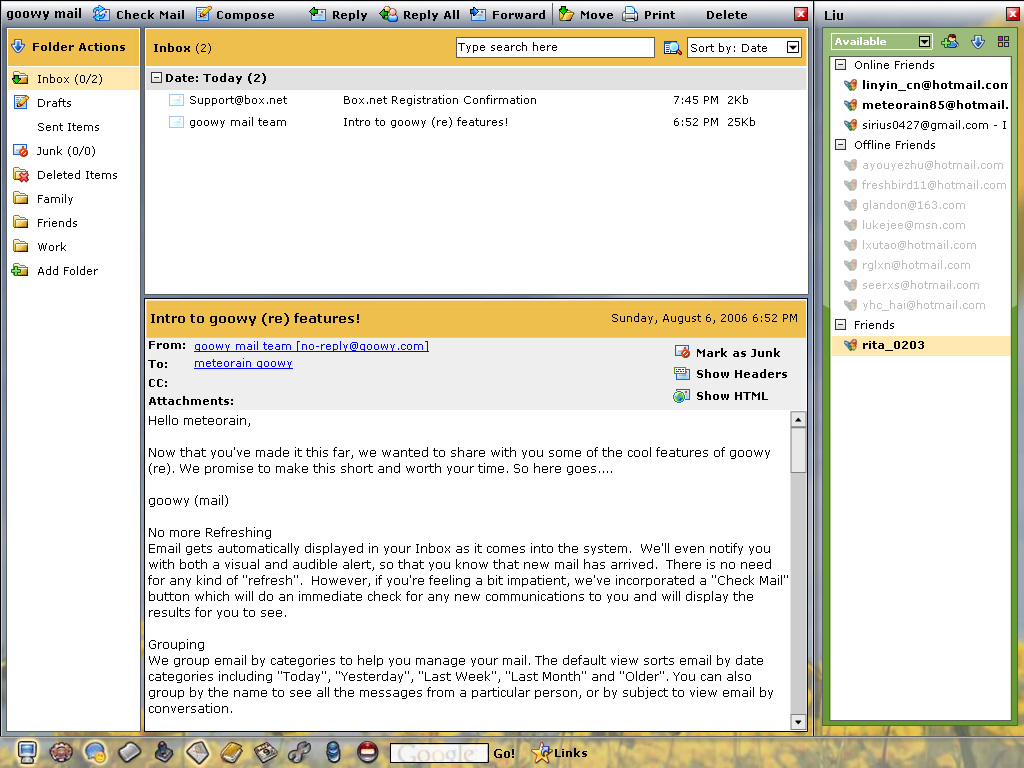 goowy mail Check Mail Compose Reply Reply All Forward Move Print Delete
Folder Actions
Inbox (0/2)
Drafts
Sent Items
Junk (0/0)
Deleted Items
Family
Friends
Work
Add Folder
Inbox (2) Type search here Sort by: Date
Date: Today (2)
Support@box.net Box.net Registration Confirmation 7:45 PM 2Kb
goowy mail team Intro to goowy (re) features! 6:52 PM 25Kb
Intro to goowy (re) features! Sunday, August 6, 2006 6:52 PM
From: goowy mail team [no-reply@goowy.com]
To: meteorain goowy
CC:
Attachments:
Mark as Junk
Show Headers
Show HTML
Hello meteorain,
Now that you've made it this far, we wanted to share with you some of the cool features of goowy
(re). We promise to make this short and worth your time. So here goes....
goowy (mail)
No more Refreshing
Email gets automatically displayed in your Inbox as it comes into the system.  We'll even notify you
with both a visual and audible alert, so that you know that new mail has arrived.  There is no need
for any kind of "refresh".  However, if you're feeling a bit impatient, we've incorporated a "Check Mail"
button which will do an immediate check for any new communications to you and will display the
results for you to see.
Grouping
We group email by categories to help you manage your mail. The default view sorts email by date
categories including "Today", "Yesterday", "Last Week", "Last Month" and "Older". You can also
group by the name to see all the messages from a particular person, or by subject to view email by
conversation.
Liu
Available
Online Friends
linyin_cn@hotmail.com
meteorain85@hotmail.
sirius0427@gmail.com - I
Offline Friends
ayouyezhu@hotmail.com
freshbird11@hotmail.com
glandon@163.com
lukejee@msn.com
lxutao@hotmail.com
rglxn@hotmail.com
seerxs@hotmail.com
yhc_hai@hotmail.com
Friends
rita_0203
Google Go! Links